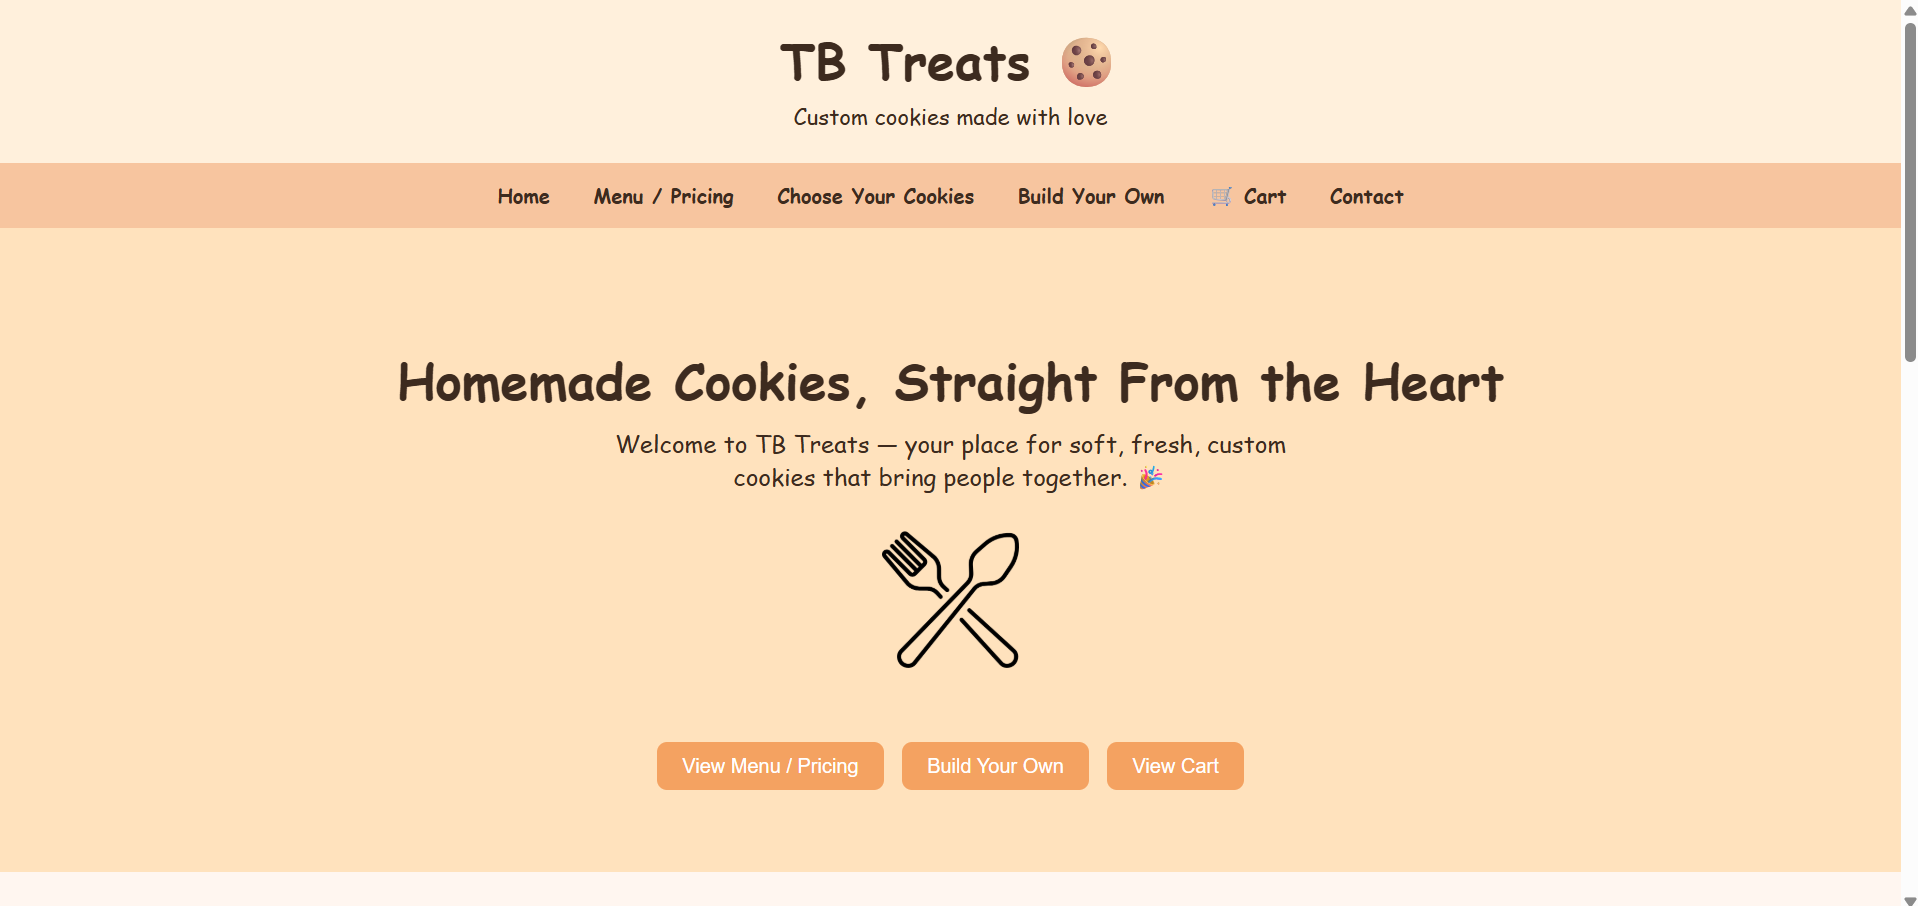 TB Treats 🍪
Custom cookies made with love
Home Menu / Pricing Choose Your Cookies Build Your Own 🛒 Cart Contact
Homemade Cookies, Straight From the Heart
Welcome to TB Treats — your place for soft, fresh, custom
cookies that bring people together. 🎉
View Menu / Pricing Build Your Own View Cart